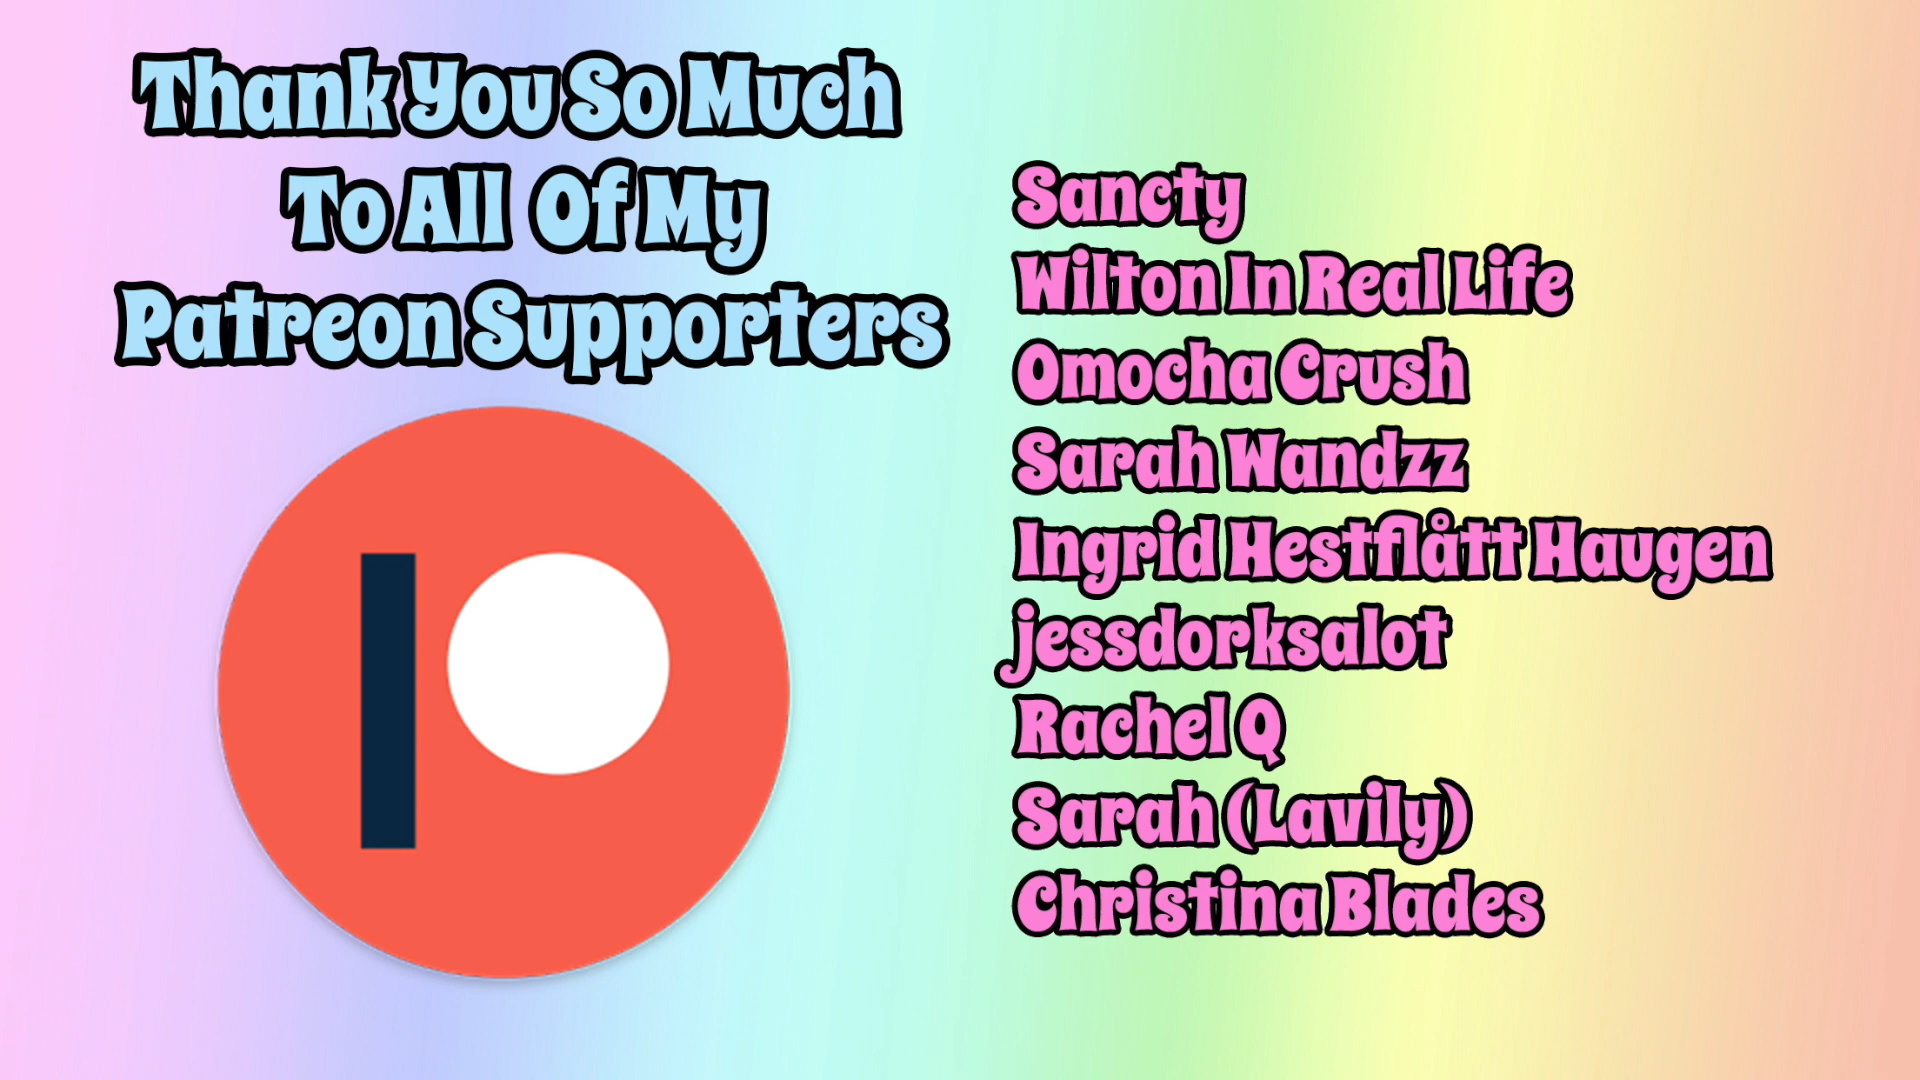 Thank You So Much
To All Of My
Patreon Supporters
Sancty
Wilton In Real Life
Omocha Crush
Sarah Wandzz
Ingrid Hestflått Haugen
jessdorksalot
Rachel Q
Sarah (Lavily)
Christina Blades